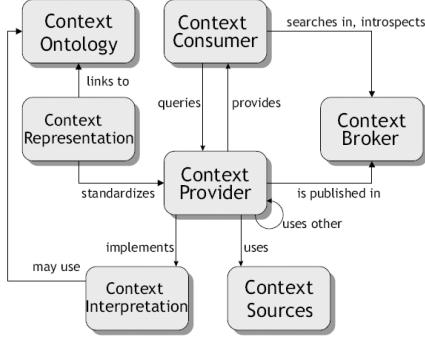 Context
Ontology
Context
Consumer
searches in, introspects
links to
queries
provides
Context
Representation
Context
Broker
Context
Provider
standardizes
is published in
uses other
implements
uses
may use
Context
Interpretation
Context
Sources